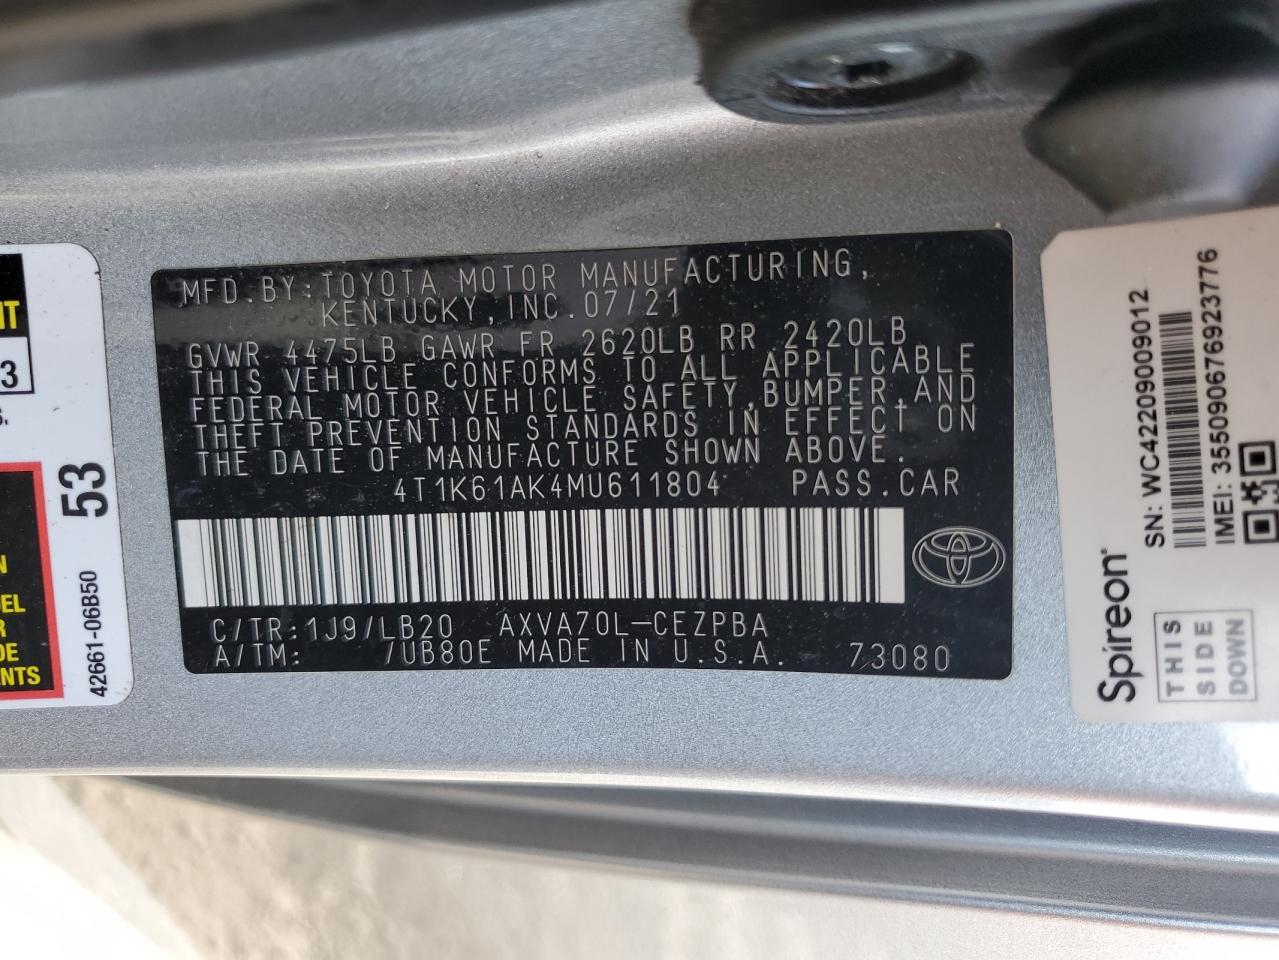 MFD.BY:TOYOTA MOTOR MANUFACTURING,
KENTUCKY,INC.07/21
GVWR 4475LB GAWR FR 2620LB RR 2420LB
THIS VEHICLE CONFORMS TO ALL APPLICABLE
FEDERAL MOTOR VEHICLE SAFETY,BUMPER,AND
THEFT PREVENTION STANDARDS IN EFFECT ON
THE DATE OF MANUFACTURE SHOWN ABOVE.
4T1K61AK4MU611804 PASS.CAR
C/TR:1J9/LB20 AXVA70L-CEZPBA
A/TM: /UB80E MADE IN U.S.A. 73080
53
42661-06B50
3
NTS
Spireon
SN: WC42209009012
IMEI: 355090676923776
THIS
SIDE
DOWN